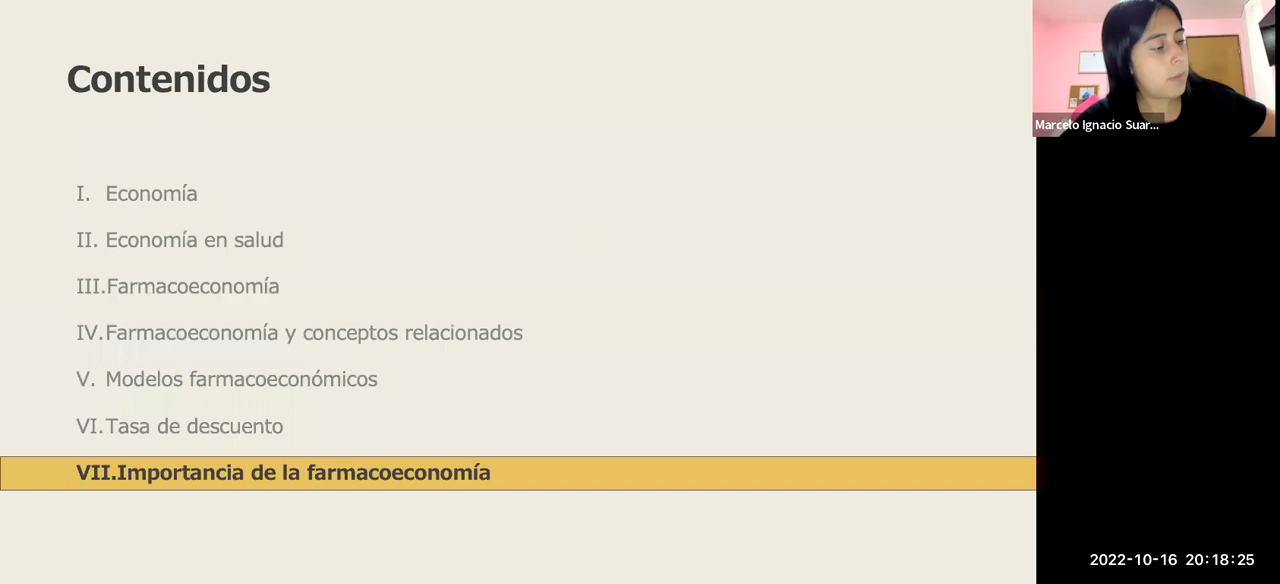 Contenidos
I. Economía
II. Economía en salud
III.Farmacoeconomía
IV.Farmacoeconomía y conceptos relacionados
V. Modelos farmacoeconómicos
VI.Tasa de descuento
VII.Importancia de la farmacoeconomía
Marcelo Ignacio Suar...
2022-10-16 20:18:25